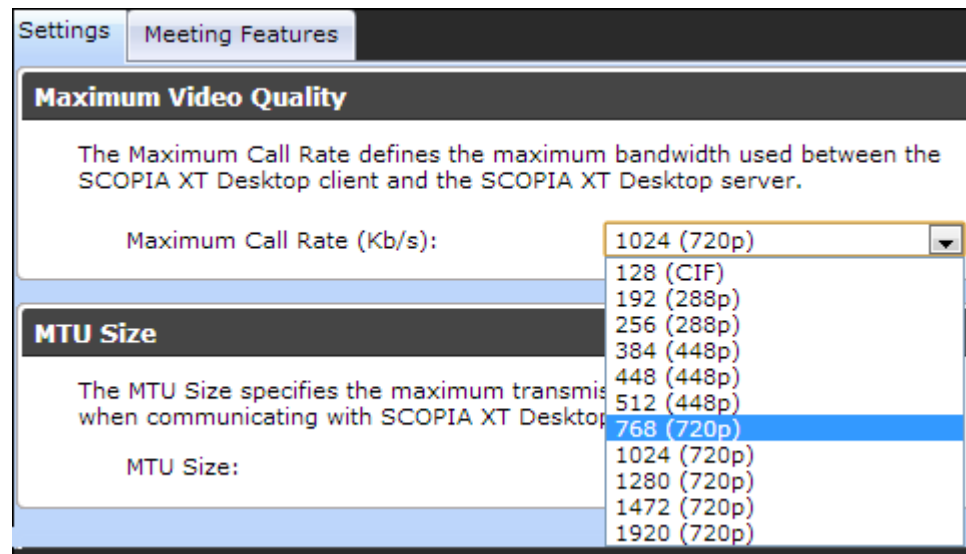 Settings
Meeting Features
Maximum Video Quality
The Maximum Call Rate defines the maximum bandwidth used between the
SCOPIA XT Desktop client and the SCOPIA XT Desktop server.
Maximum Call Rate (Kb/s):
1024 (720p)
128 (CIF)
192 (288p)
256 (288p)
384 (448p)
448 (448p)
512 (448p)
768 (720p)
1024 (720p)
1280 (720p)
1472 (720p)
1920 (720p)
MTU Size
The MTU Size specifies the maximum
when communicating with SCOPIA XT
MTU Size: